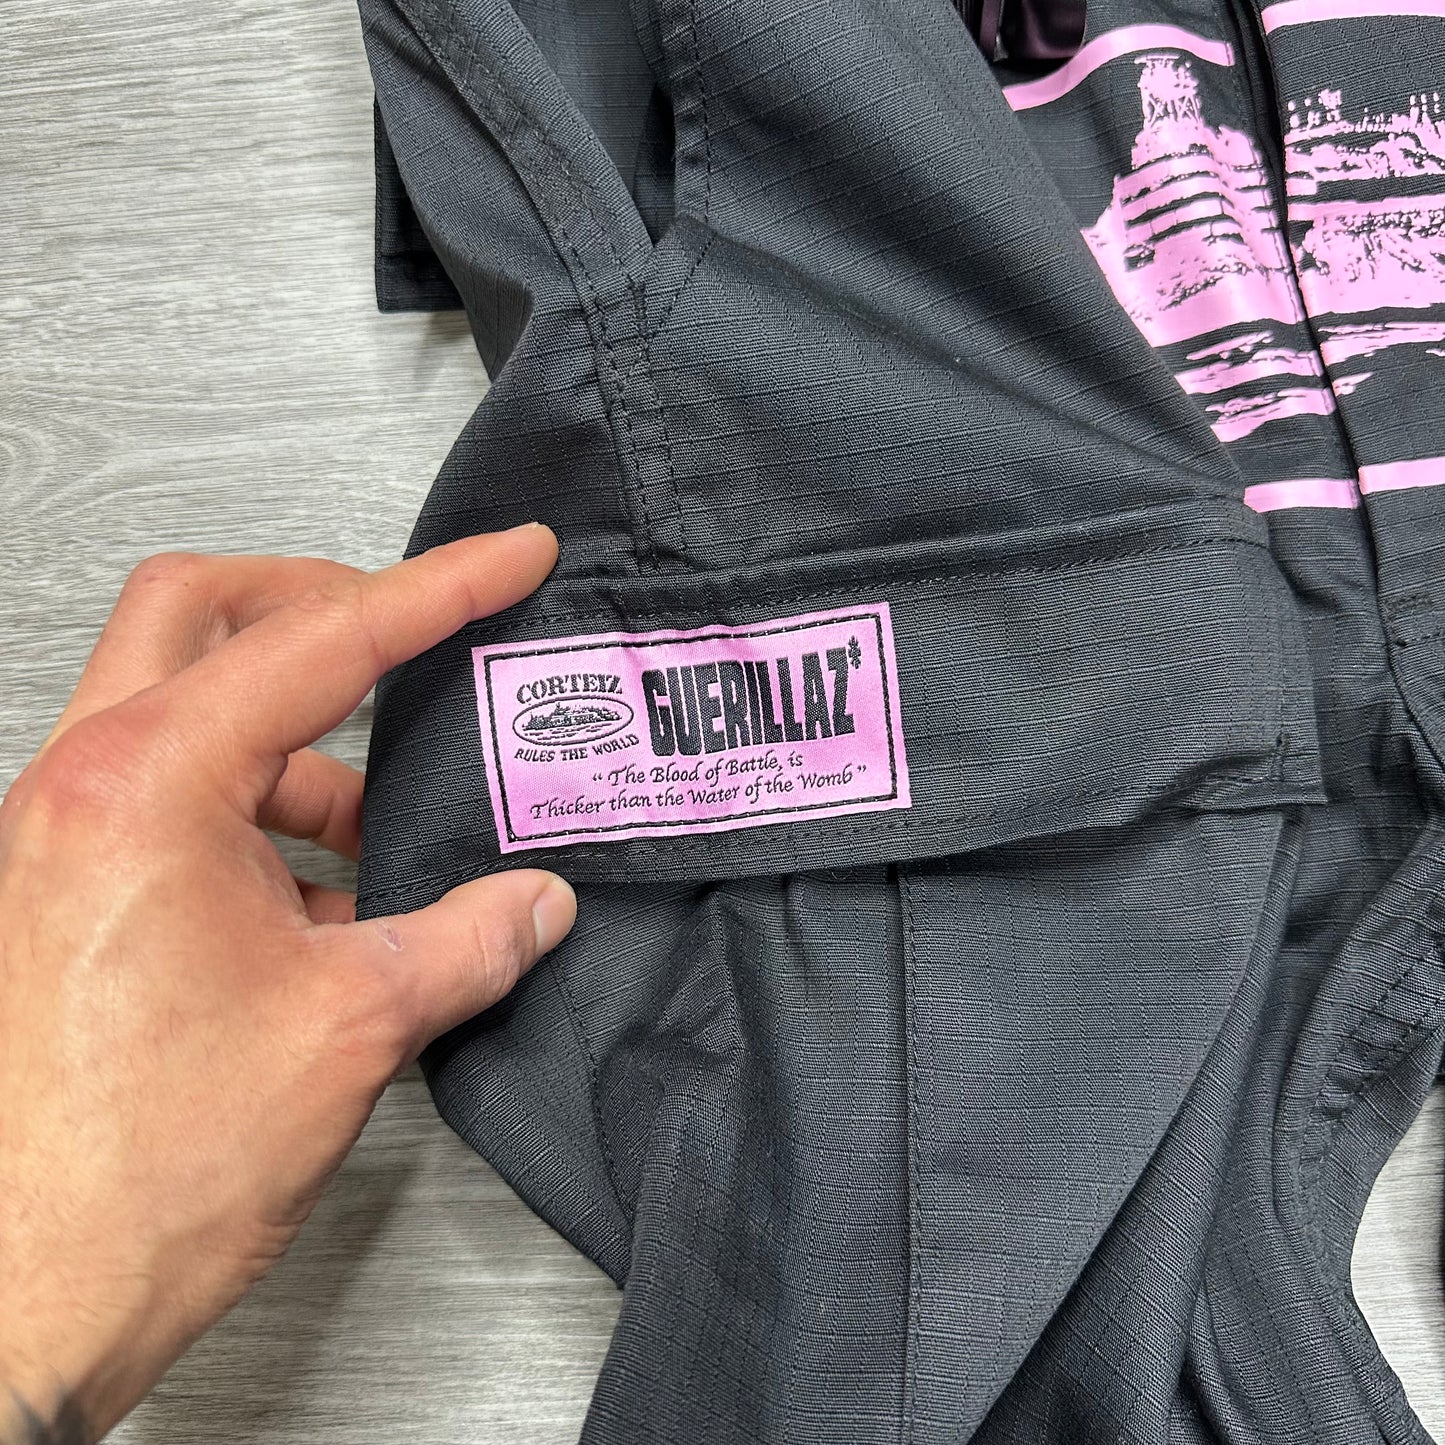 CORTEIZ
RULES THE WORLD
GUERILLAZ*
“The Blood of Battle, is
Thicker than the Water of the Womb”